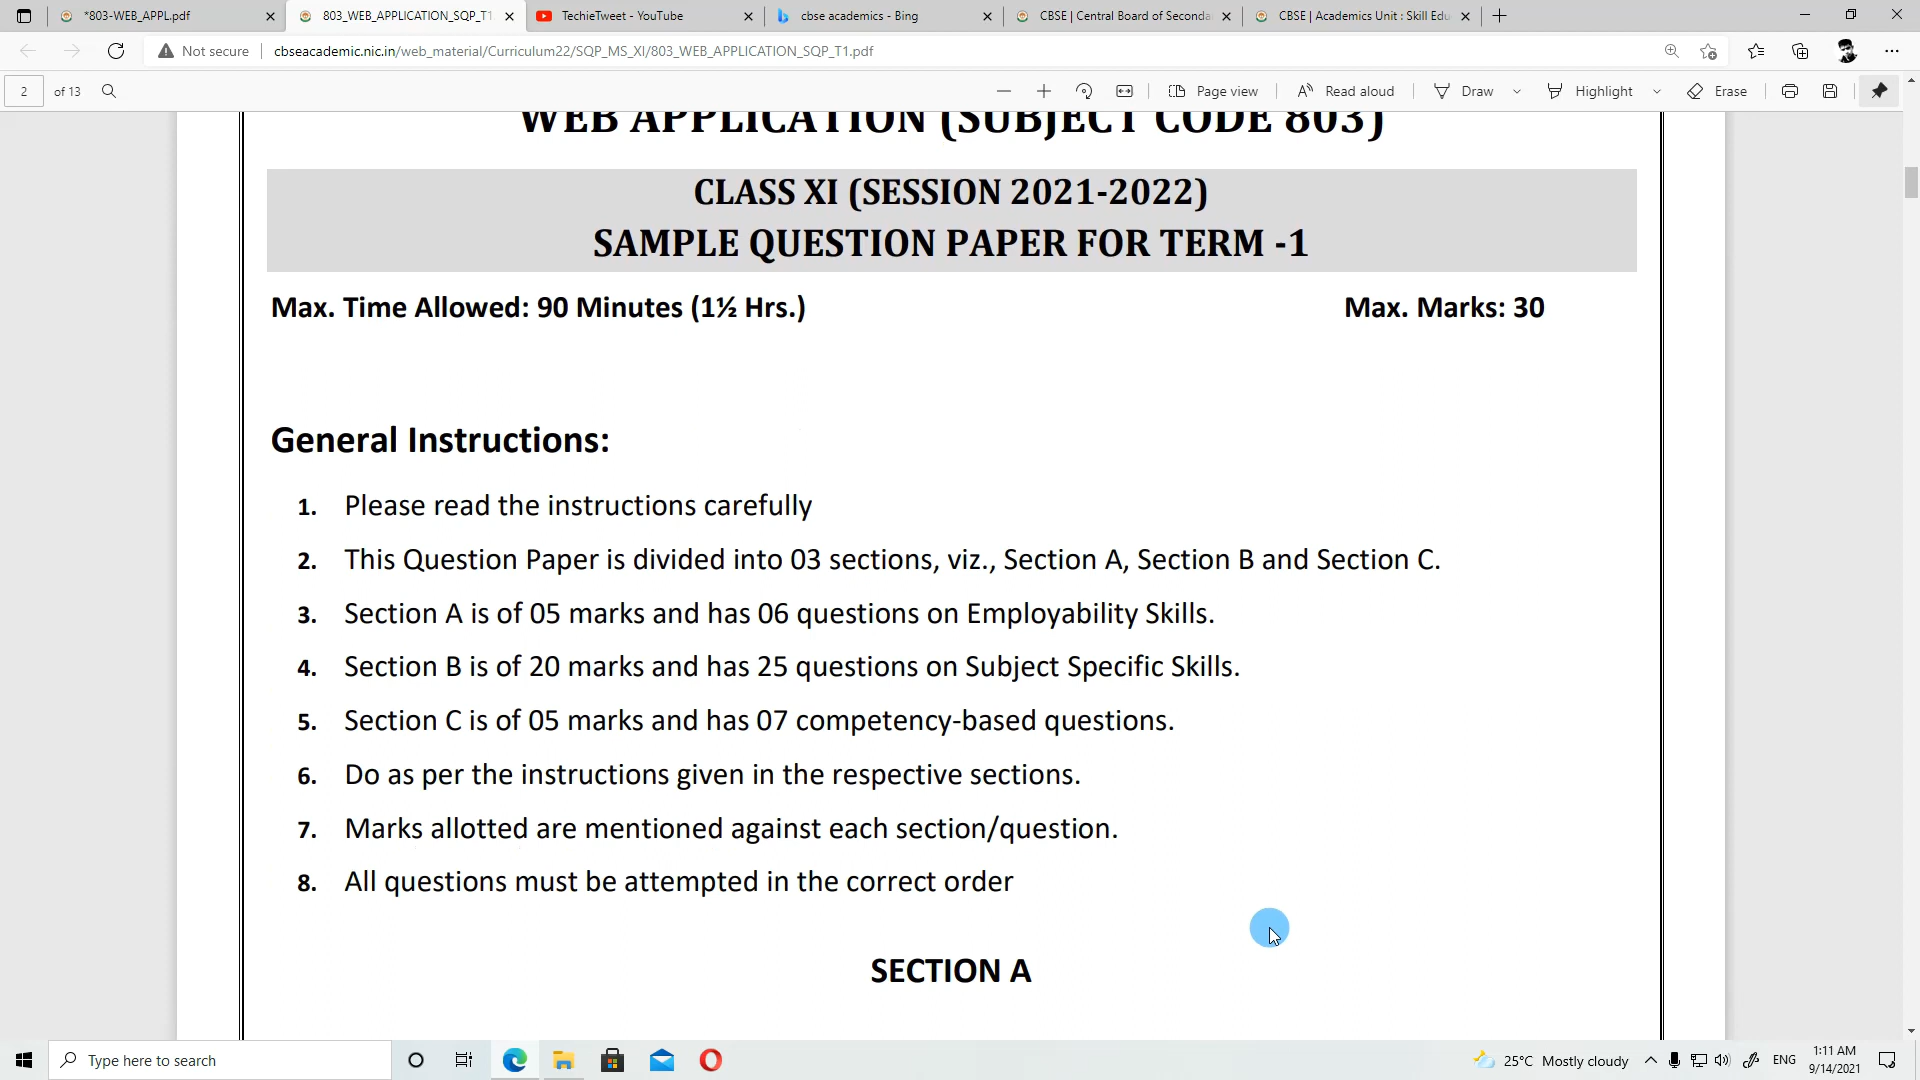 *803-WEB_APPL.pdf
803_WEB_APPLICATION_SQP_T1
TechieTweet - YouTube
cbse academics - Bing
CBSE | Central Board of Seconda
CBSE | Academics Unit : Skill Edu
Not secure
cbseacademic.nic.in/web_material/Curriculum22/SQP_MS_XI/803_WEB_APPLICATION_SQP_T1.pdf
2 of 13
Page view
Read aloud
Draw
Highlight
Erase
WEB APPLICATION (SUBJECT CODE 803)
CLASS XI (SESSION 2021-2022)
SAMPLE QUESTION PAPER FOR TERM -1
Max. Time Allowed: 90 Minutes (1½ Hrs.) Max. Marks: 30
General Instructions:
1. Please read the instructions carefully
2. This Question Paper is divided into 03 sections, viz., Section A, Section B and Section C.
3. Section A is of 05 marks and has 06 questions on Employability Skills.
4. Section B is of 20 marks and has 25 questions on Subject Specific Skills.
5. Section C is of 05 marks and has 07 competency-based questions.
6. Do as per the instructions given in the respective sections.
7. Marks allotted are mentioned against each section/question.
8. All questions must be attempted in the correct order
SECTION A
Type here to search
25°C Mostly cloudy
ENG
1:11 AM
9/14/2021